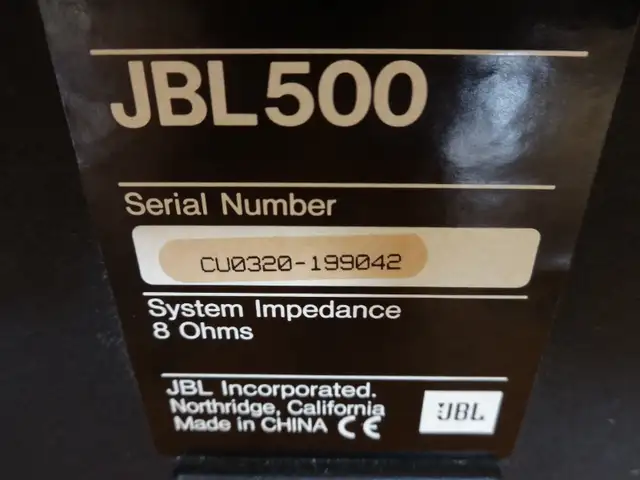 JBL500
Serial Number
CU0320-199042
System Impedance
8 Ohms
JBL Incorporated.
Northridge, California
Made in CHINA CE
JBL